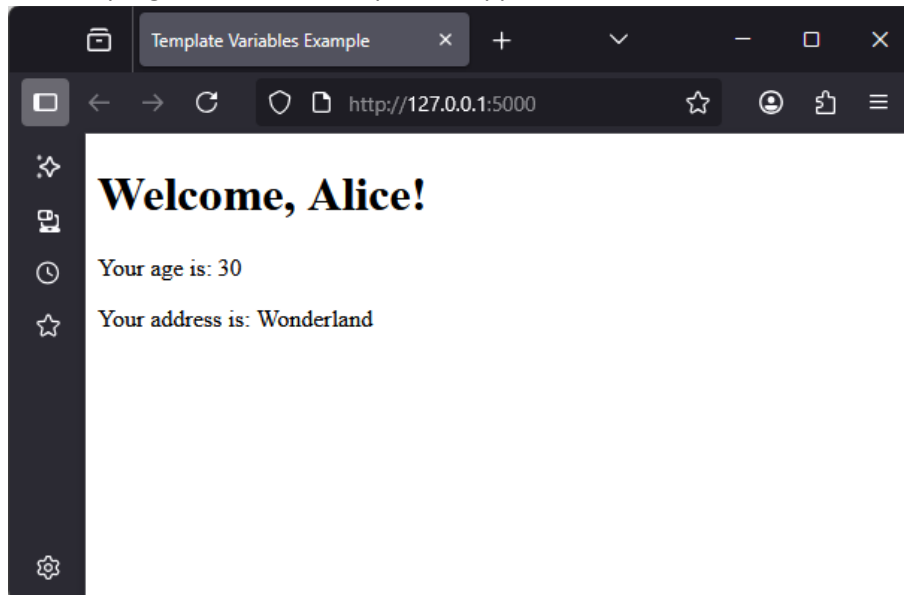 Template Variables Example
http://127.0.0.1:5000
Welcome, Alice!
Your age is: 30
Your address is: Wonderland